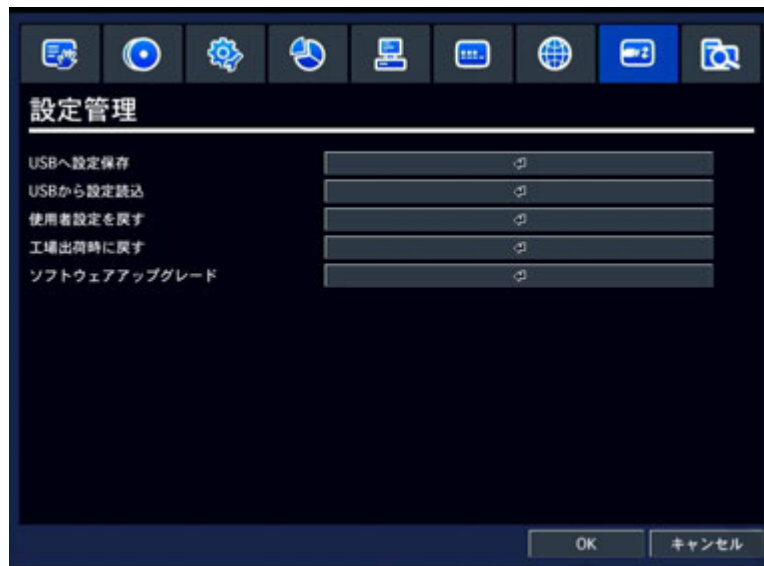 設定管理
USBへ設定保存
USBから設定読込
使用者設定を戻す
工場出荷時に戻す
ソフトウェアアップグレード
OK キャンセル